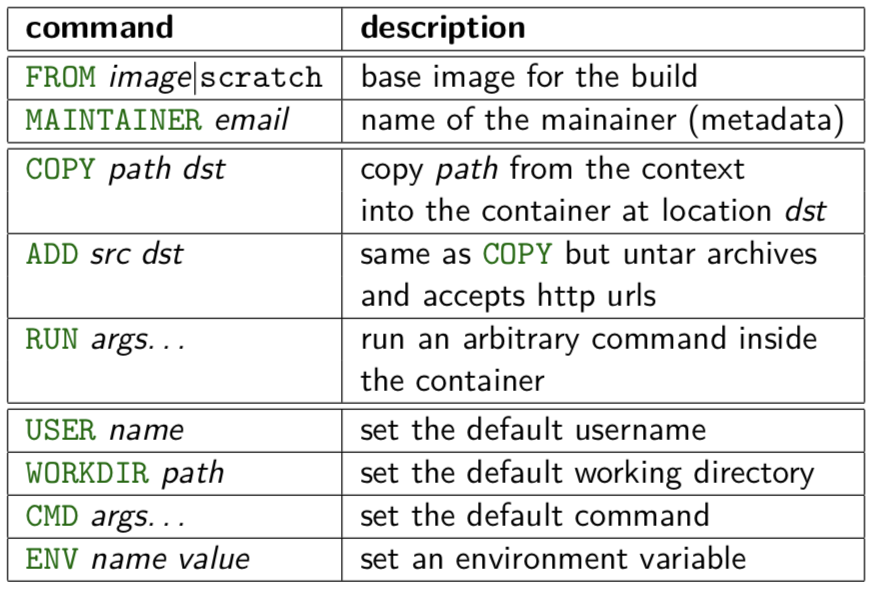 command description
FROM image|scratch base image for the build
MAINTAINER email name of the mainainer (metadata)
COPY path dst copy path from the context
into the container at location dst
ADD src dst same as COPY but untar archives
and accepts http urls
RUN args... run an arbitrary command inside
the container
USER name set the default username
WORKDIR path set the default working directory
CMD args... set the default command
ENV name value set an environment variable